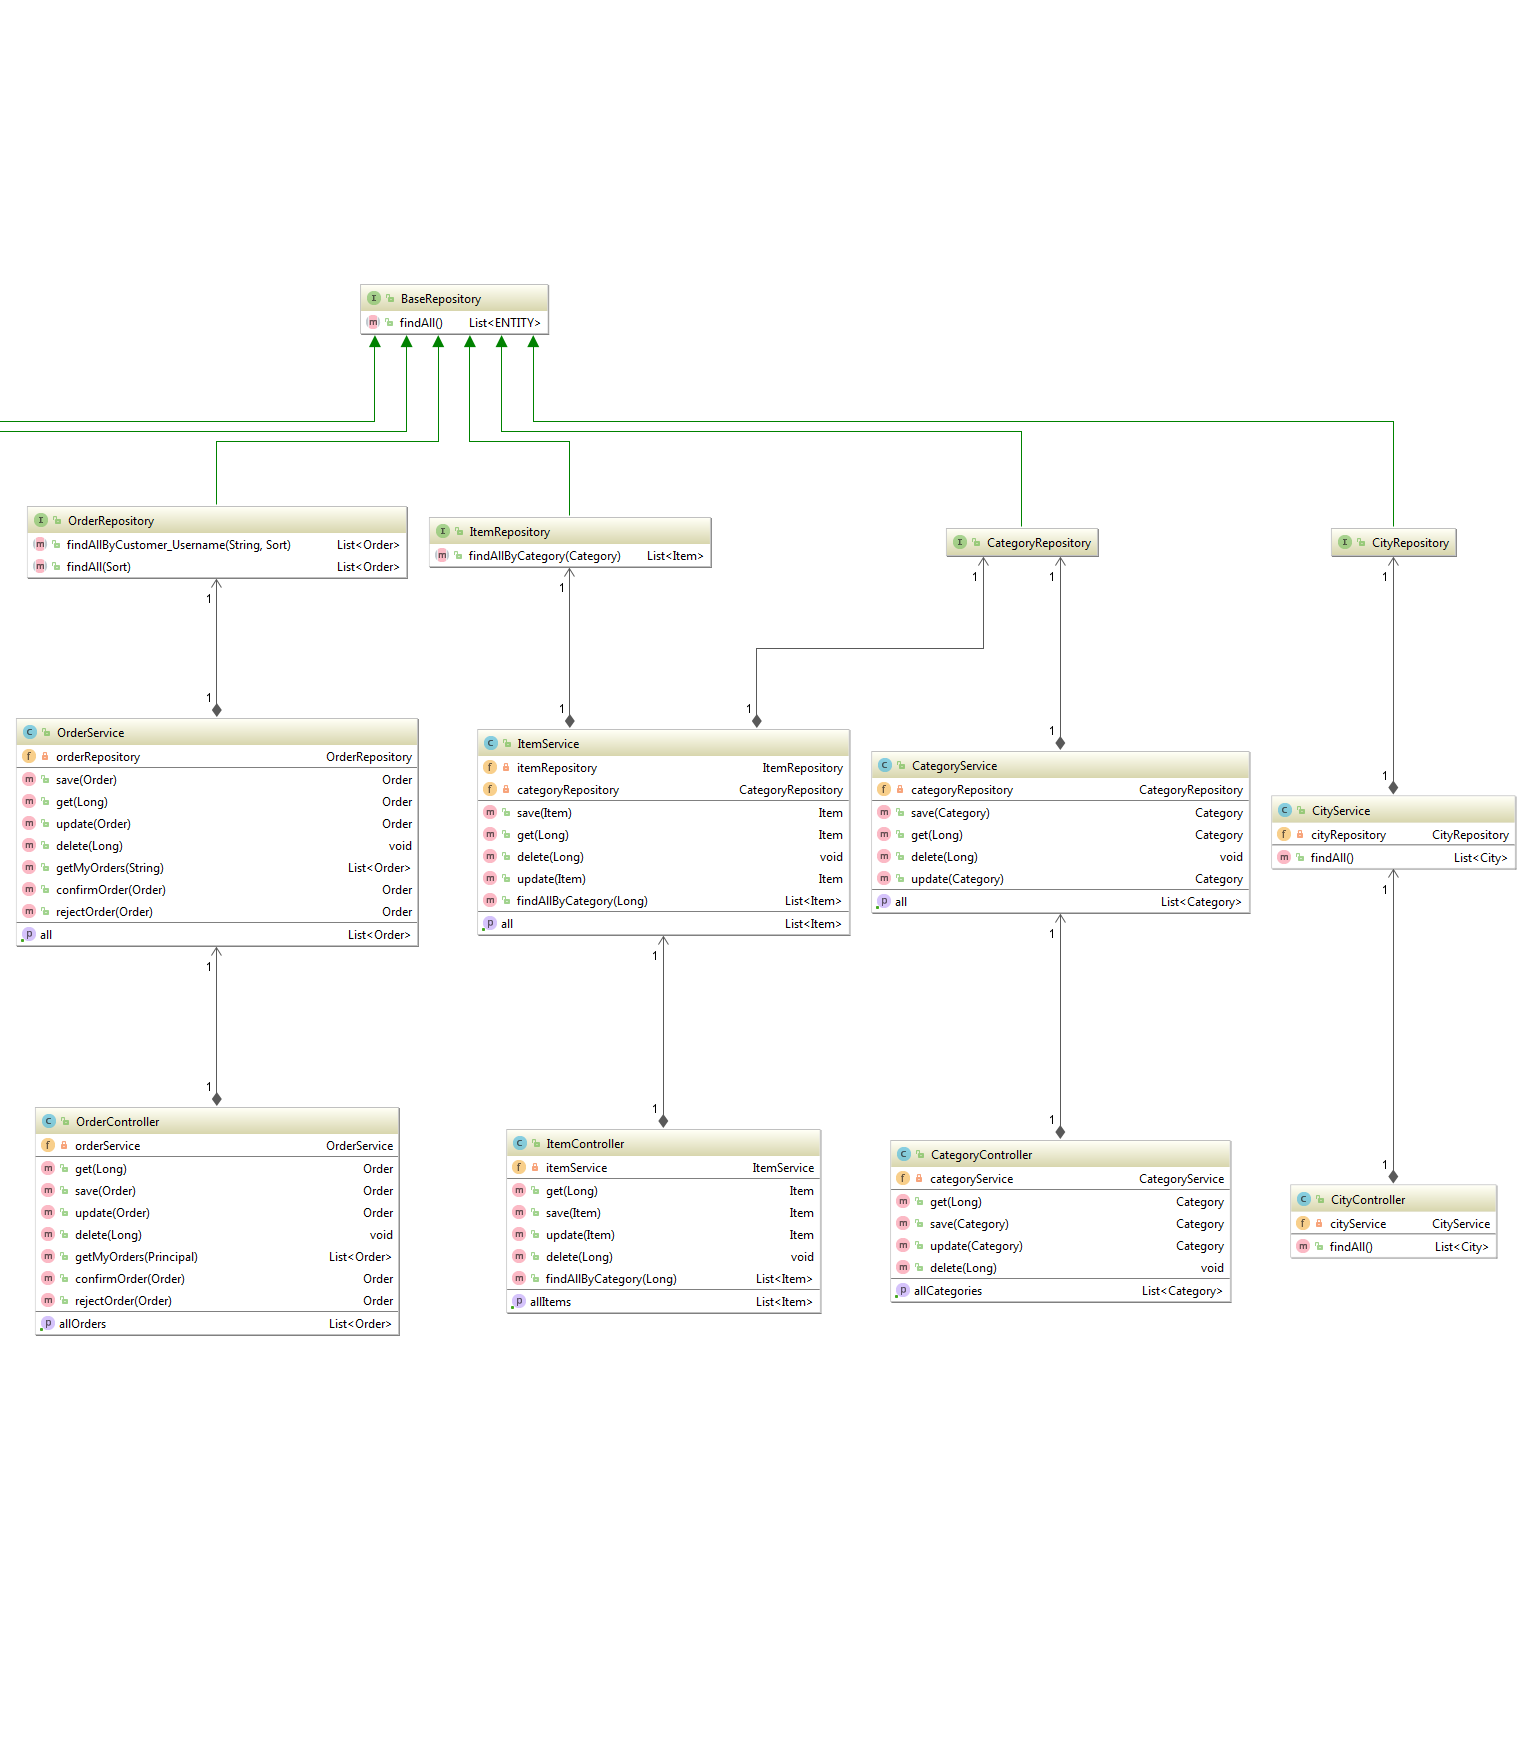 BaseRepository
findAll() List<ENTITY>
OrderRepository
findAllByCustomer_Username(String, Sort) List<Order>
findAll(Sort) List<Order>
1
1
ItemRepository
findAllByCategory(Category) List<Item>
1
1
CategoryRepository
1
1
1
1
CityRepository
1
1
OrderService
orderRepository OrderRepository
save(Order) Order
get(Long) Order
update(Order) Order
delete(Long) void
getMyOrders(String) List<Order>
confirmOrder(Order) Order
rejectOrder(Order) Order
all List<Order>
1
1
ItemService
itemRepository ItemRepository
categoryRepository CategoryRepository
save(Item) Item
get(Long) Item
delete(Long) void
update(Item) Item
findAllByCategory(Long) List<Item>
all List<Item>
1
1
CategoryService
categoryRepository CategoryRepository
save(Category) Category
get(Long) Category
delete(Long) void
update(Category) Category
all List<Category>
1
1
CityService
cityRepository CityRepository
findAll() List<City>
1
1
OrderController
orderService OrderService
get(Long) Order
save(Order) Order
update(Order) Order
delete(Long) void
getMyOrders(Principal) List<Order>
confirmOrder(Order) Order
rejectOrder(Order) Order
allOrders List<Order>
ItemController
itemService ItemService
get(Long) Item
save(Item) Item
update(Item) Item
delete(Long) void
findAllByCategory(Long) List<Item>
allItems List<Item>
CategoryController
categoryService CategoryService
get(Long) Category
save(Category) Category
update(Category) Category
delete(Long) void
allCategories List<Category>
CityController
cityService CityService
findAll() List<City>